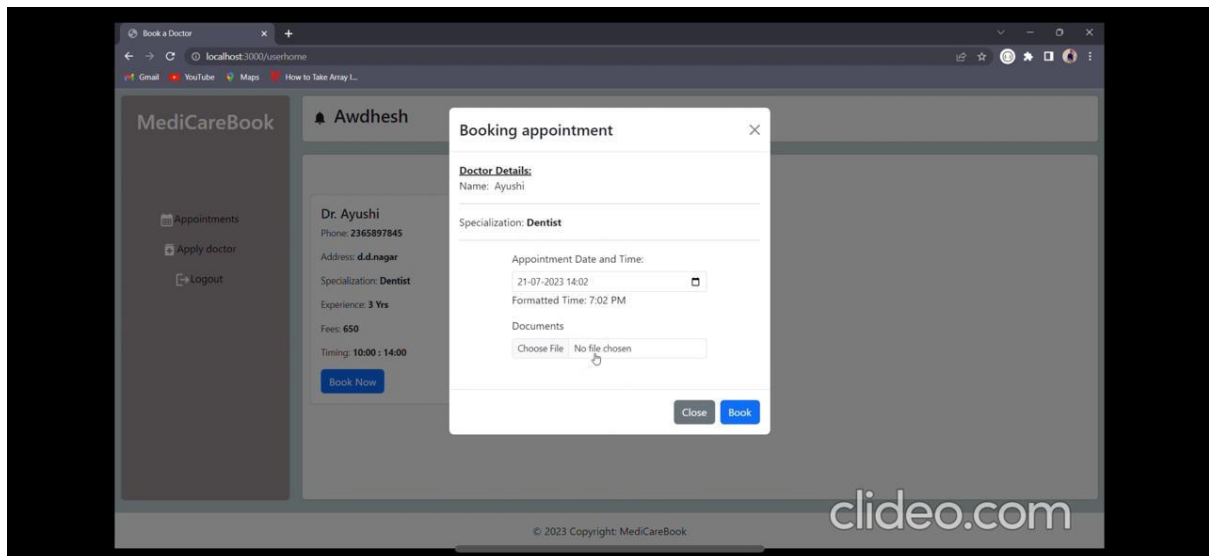 Book a Doctor
localhost:3000/userhome
Gmail YouTube Maps How to Take Array I...
MediCareBook
Awdhesh
Appointments
Apply doctor
Logout
Dr. Ayushi
Phone: 2365897845
Address: d.d.nagar
Specialization: Dentist
Experience: 3 Yrs
Fees: 650
Timing: 10:00 : 14:00
Book Now
Booking appointment
Doctor Details:
Name: Ayushi
Specialization: Dentist
Appointment Date and Time:
21-07-2023 14:02
Formatted Time: 7:02 PM
Documents
Choose File No file chosen
Close Book
© 2023 Copyright: MediCareBook
clideo.com